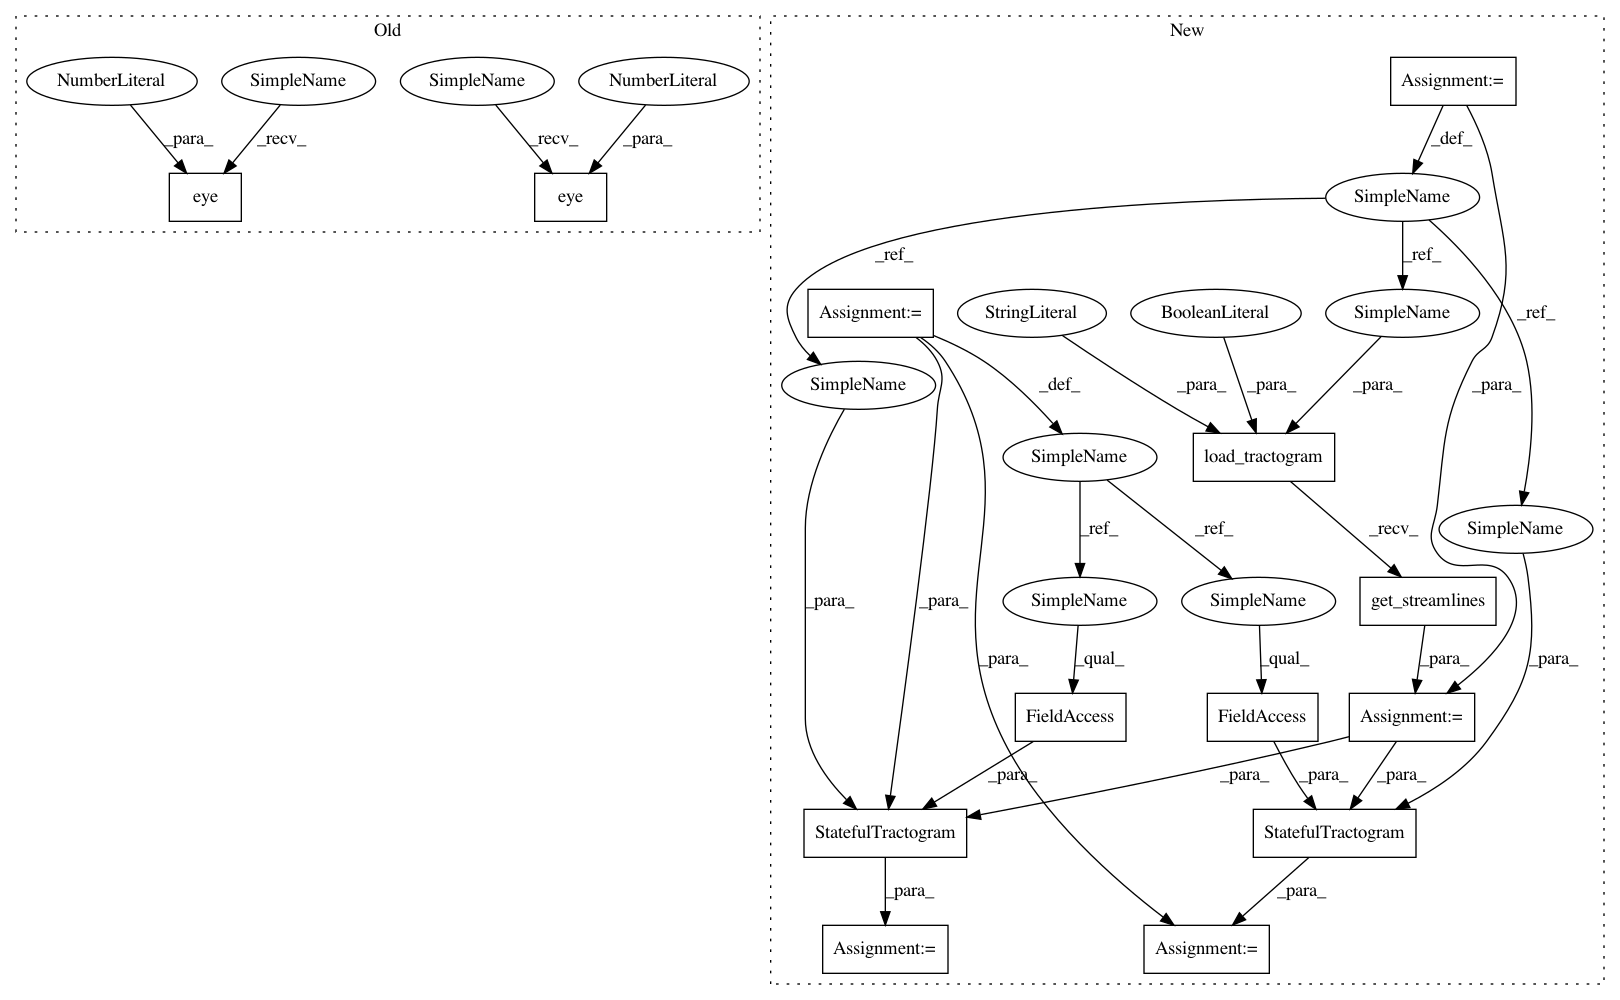 Old
New
NumberLiteral
SimpleName
SimpleName
NumberLiteral
Assignment:=
_para_
_recv_
_recv_
_para_
_def_
eye
eye
SimpleName
_ref_
_ref_
Assignment:=
StringLiteral
BooleanLiteral
SimpleName
_ref_
SimpleName
_def_
_para_
_para_
_para_
_para_
SimpleName
load_tractogram
_ref_
_ref_
_recv_
SimpleName
_para_
_para_
SimpleName
SimpleName
get_streamlines
_para_
_qual_
_qual_
_para_
_para_
FieldAccess
FieldAccess
Assignment:=
_para_
_para_
_para_
_para_
StatefulTractogram
StatefulTractogram
_para_
_para_
Assignment:=
Assignment:=